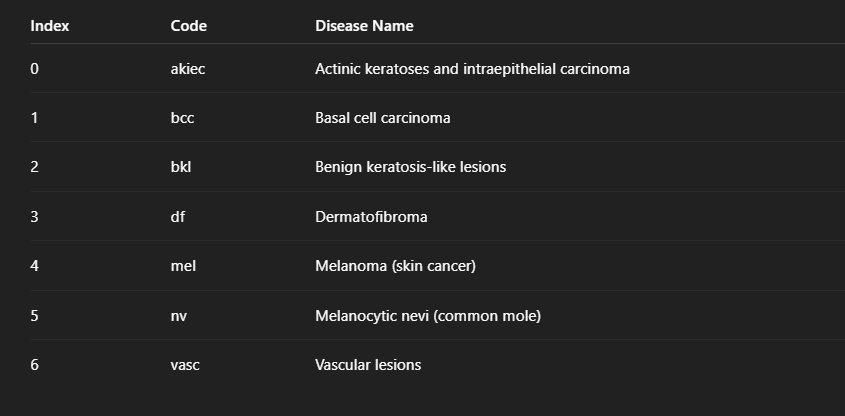 Index Code Disease Name
0 akiec Actinic keratoses and intraepithelial carcinoma
1 bcc Basal cell carcinoma
2 bkl Benign keratosis-like lesions
3 df Dermatofibroma
4 mel Melanoma (skin cancer)
5 nv Melanocytic nevi (common mole)
6 vasc Vascular lesions